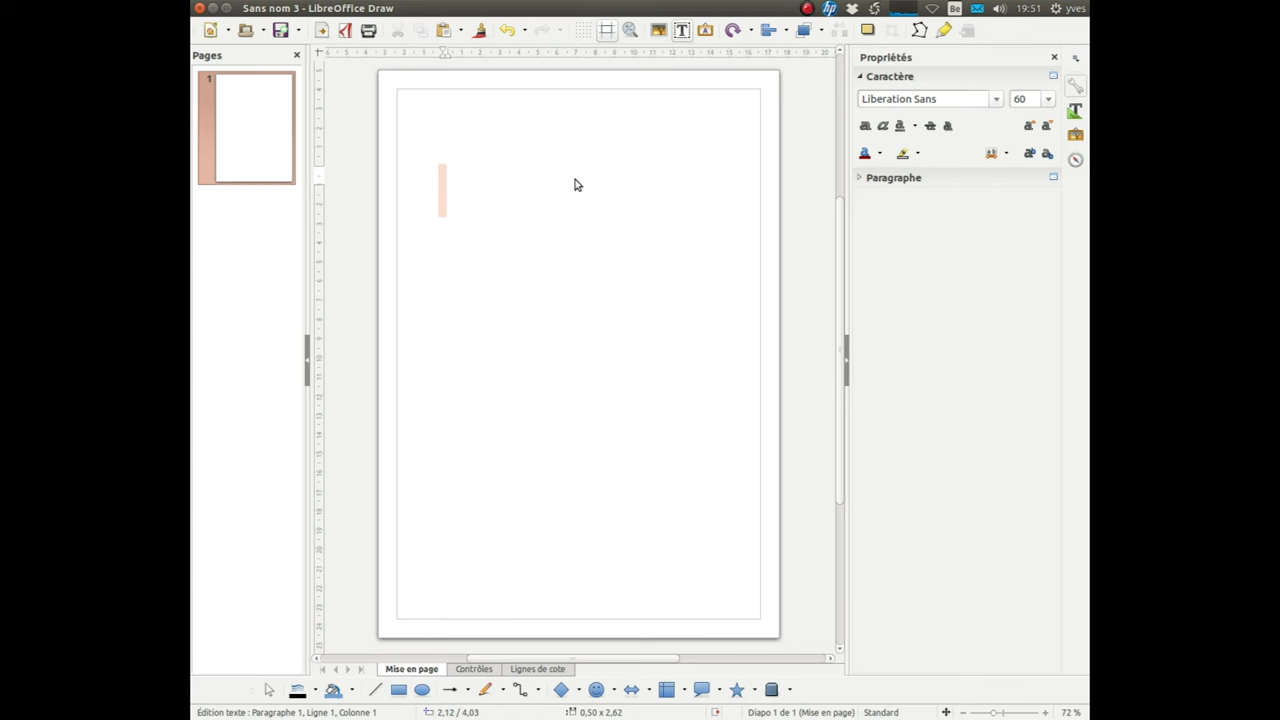 Sans nom 3 - LibreOffice Draw
Be
19:51
yves
Pages
1
Propriétés
Caractère
Liberation Sans
60
Paragraphe
Mise en page
Contrôles
Lignes de cote
Édition texte : Paragraphe 1, Ligne 1, Colonne 1
2,12 / 4,03
0,50 x 2,62
Diapo 1 de 1 (Mise en page)
Standard
72 %